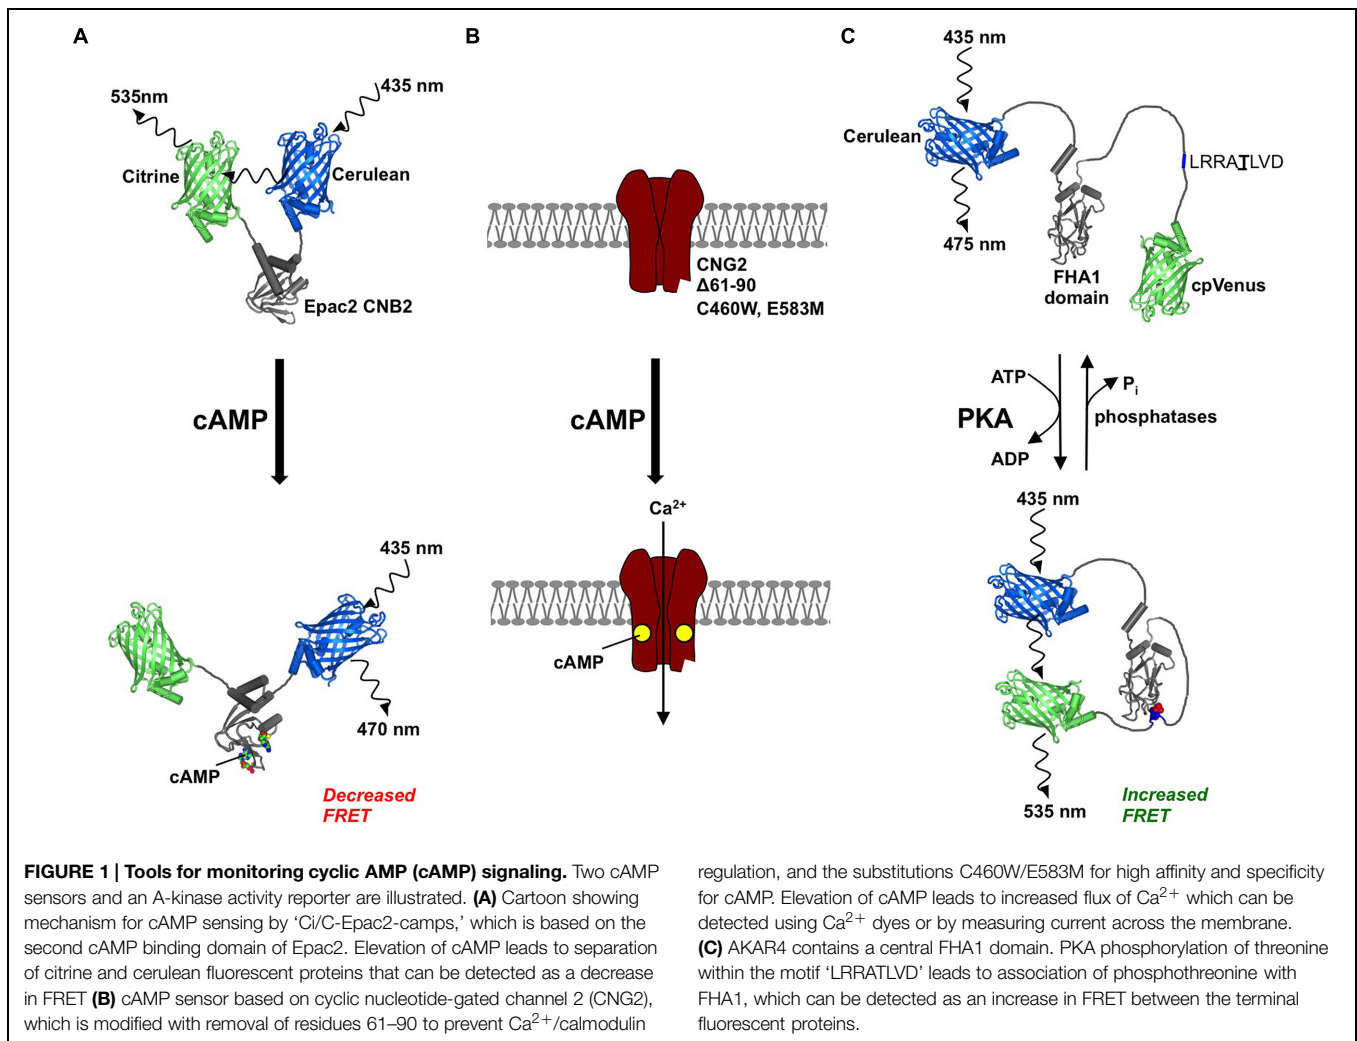 A
535nm
435 nm
Citrine
Cerulean
Epac2 CNB2
cAMP
435 nm
470 nm
cAMP
Decreased
FRET
B
CNG2
Δ61-90
C460W, E583M
cAMP
Ca2+
cAMP
C
435 nm
Cerulean
LRRATLVD
475 nm
FHA1
domain
cpVenus
ATP
Pi
PKA
phosphatases
ADP
435 nm
535 nm
Increased
FRET
FIGURE 1 | Tools for monitoring cyclic AMP (cAMP) signaling. Two cAMP
sensors and an A-kinase activity reporter are illustrated. (A) Cartoon showing
mechanism for cAMP sensing by ‘Ci/C-Epac2-camps,’ which is based on the
second cAMP binding domain of Epac2. Elevation of cAMP leads to separation
of citrine and cerulean fluorescent proteins that can be detected as a decrease
in FRET (B) cAMP sensor based on cyclic nucleotide-gated channel 2 (CNG2),
which is modified with removal of residues 61–90 to prevent Ca2+/calmodulin
regulation, and the substitutions C460W/E583M for high affinity and specificity
for cAMP. Elevation of cAMP leads to increased flux of Ca2+ which can be
detected using Ca2+ dyes or by measuring current across the membrane.
(C) AKAR4 contains a central FHA1 domain. PKA phosphorylation of threonine
within the motif ‘LRRATLVD’ leads to association of phosphothreonine with
FHA1, which can be detected as an increase in FRET between the terminal
fluorescent proteins.